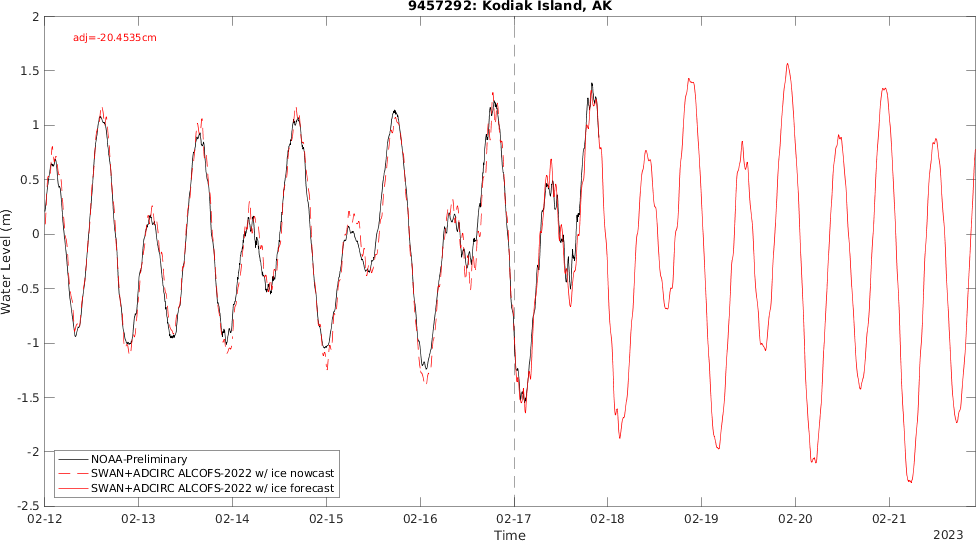 9457292: Kodiak Island, AK
adj=-20.4535cm
2
1.5
1
0.5
0
-0.5
-1
-1.5
-2
-2.5
Water Level (m)
NOAA-Preliminary
SWAN+ADCIRC ALCOFS-2022 w/ ice nowcast
SWAN+ADCIRC ALCOFS-2022 w/ ice forecast
02-12 02-13 02-14 02-15 02-16 02-17 02-18 02-19 02-20 02-21
Time
2023